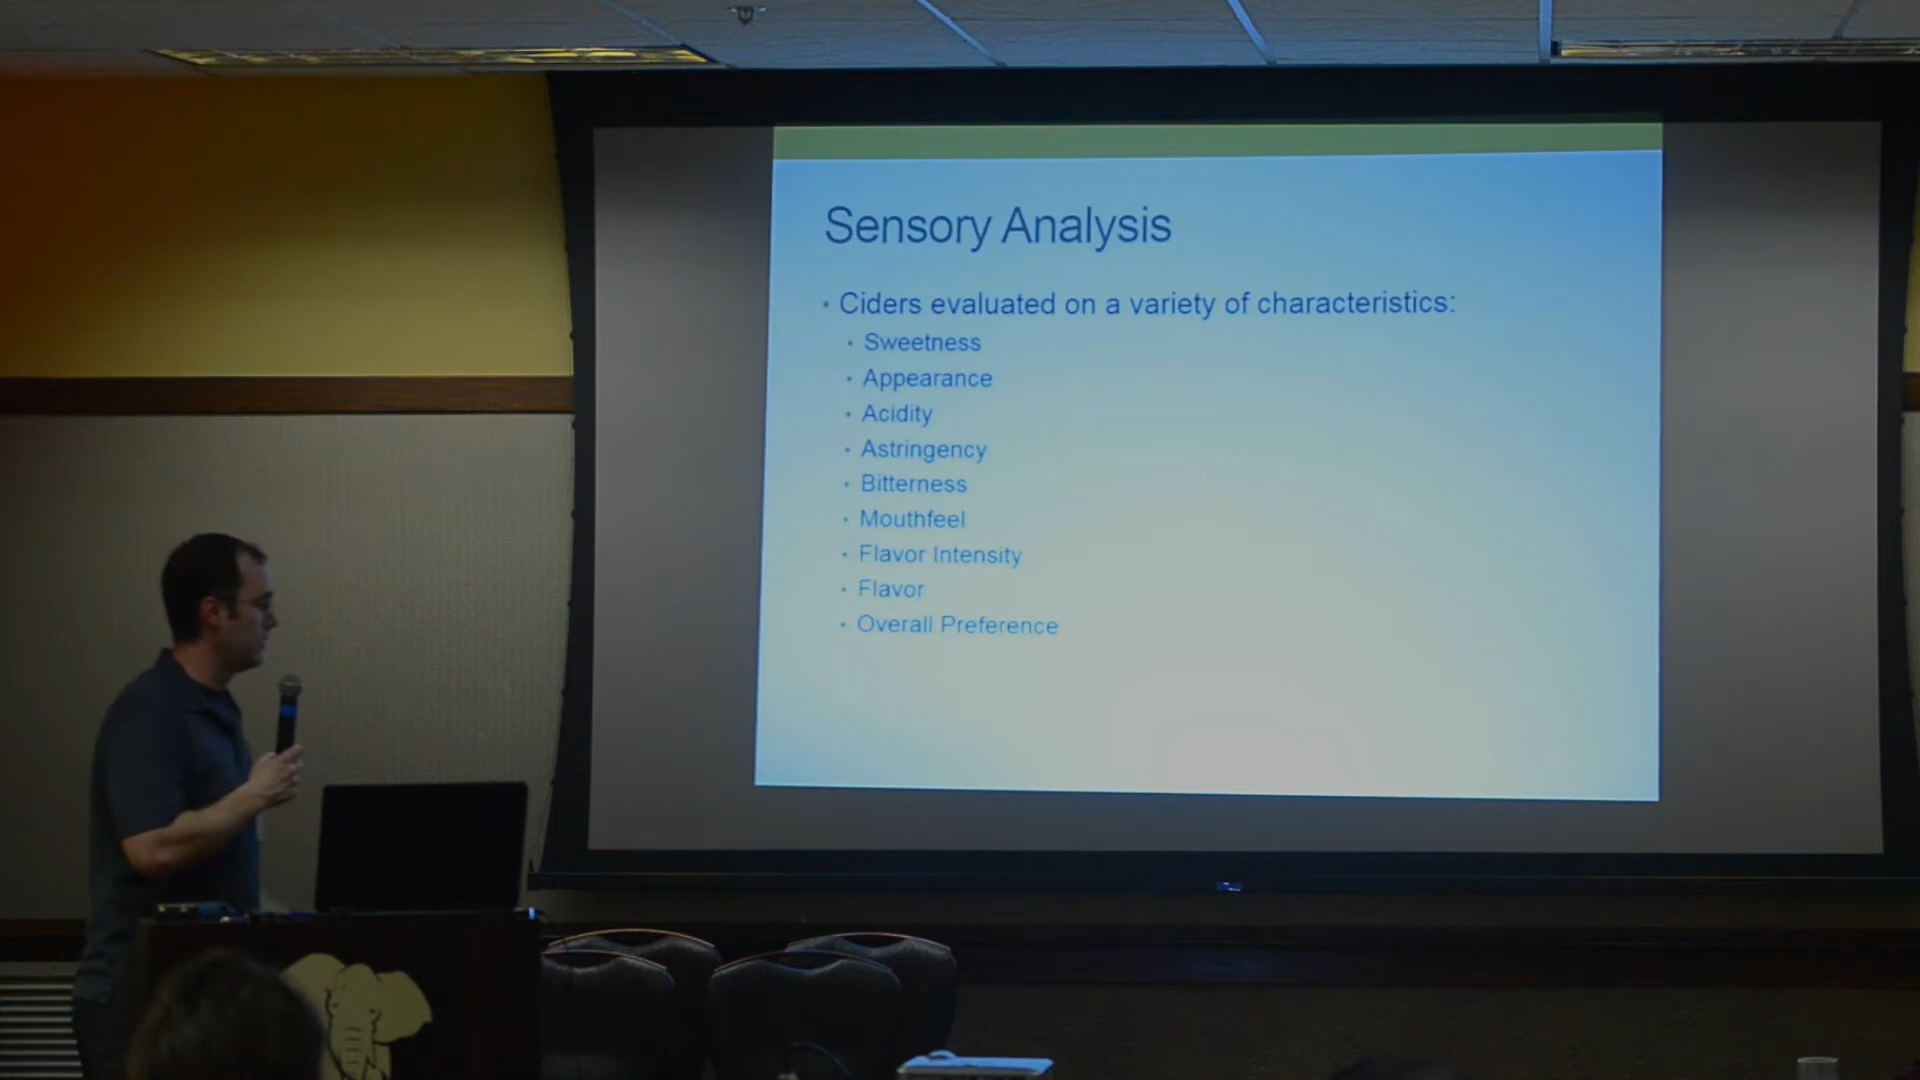 Sensory Analysis
• Ciders evaluated on a variety of characteristics:
• Sweetness
• Appearance
• Acidity
• Astringency
• Bitterness
• Mouthfeel
• Flavor Intensity
• Flavor
• Overall Preference